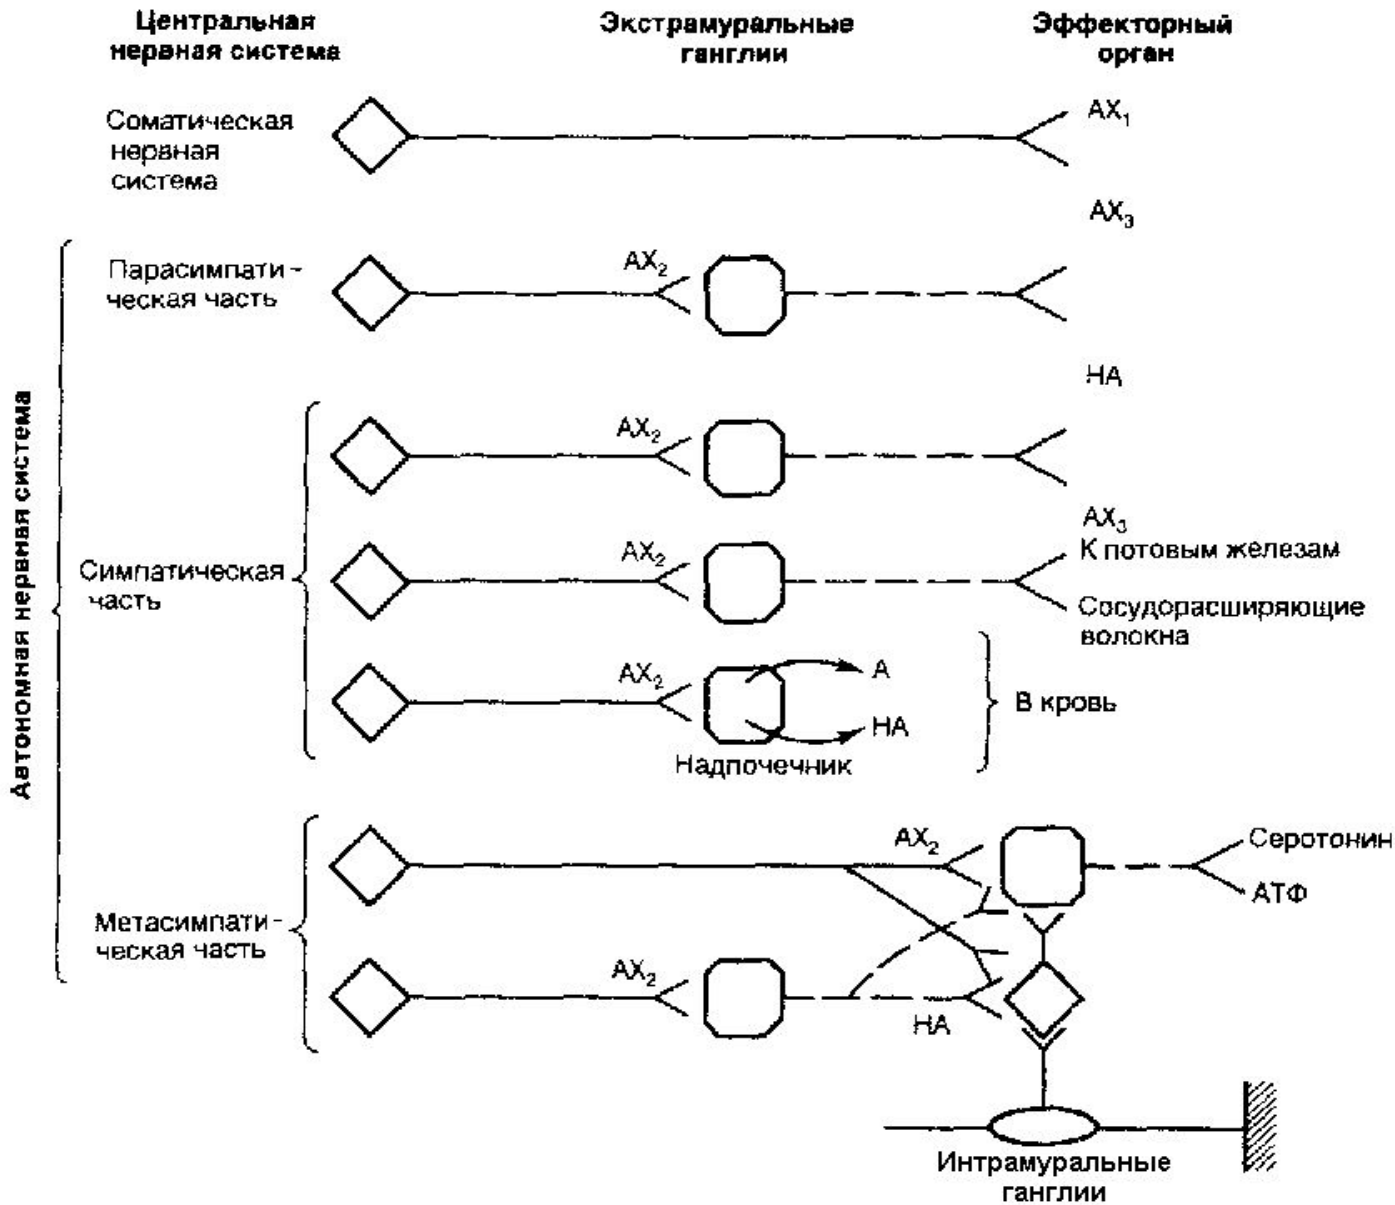 Центральная
нервная система
Экстрамуральные
ганглии
Эффекторный
орган
Соматическая
нервная
система
АХ₁
АХ₃
Парасимпати-
ческая часть
АХ₂
НА
АХ₂
Автономная нервная система
Симпатическая
часть
АХ₂
АХ₃
К потовым железам
Сосудорасширяющие
волокна
АХ₂
А
НА
В кровь
Надпочечник
АХ₂
Серотонин
АТФ
Метасимпати-
ческая часть
АХ₂
НА
Интрамуральные
ганглии